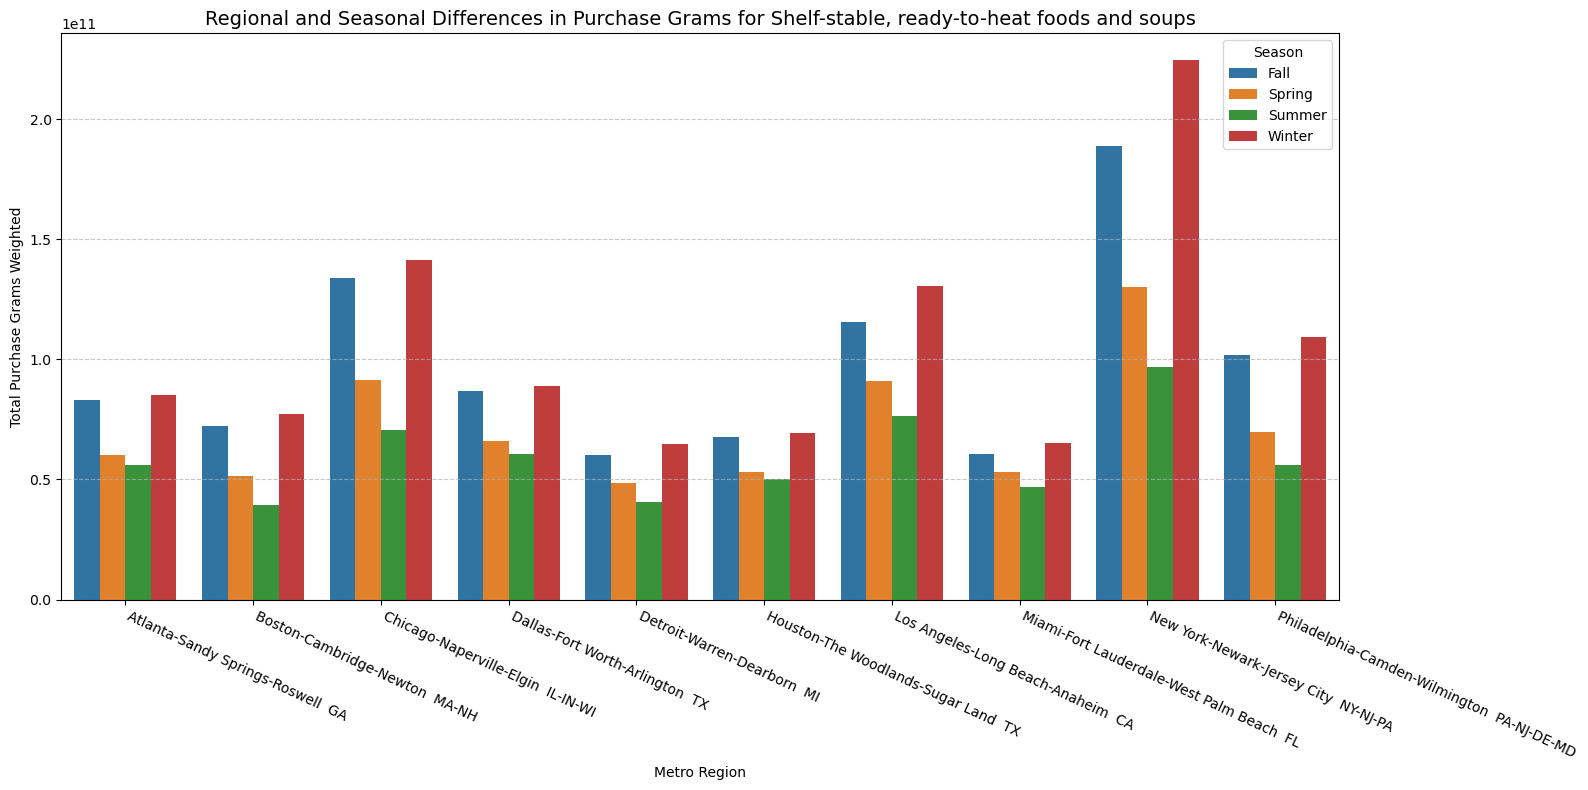 Regional and Seasonal Differences in Purchase Grams for Shelf-stable, ready-to-heat foods and soups
1e11
Season
Fall
Spring
Summer
Winter
Total Purchase Grams Weighted
2.0
1.5
1.0
0.5
0.0
Atlanta-Sandy Springs-Roswell  GA
Boston-Cambridge-Newton  MA-NH
Chicago-Naperville-Elgin  IL-IN-WI
Dallas-Fort Worth-Arlington  TX
Detroit-Warren-Dearborn  MI
Houston-The Woodlands-Sugar Land  TX
Los Angeles-Long Beach-Anaheim  CA
Miami-Fort Lauderdale-West Palm Beach  FL
New York-Newark-Jersey City  NY-NJ-PA
Philadelphia-Camden-Wilmington  PA-NJ-DE-MD
Metro Region